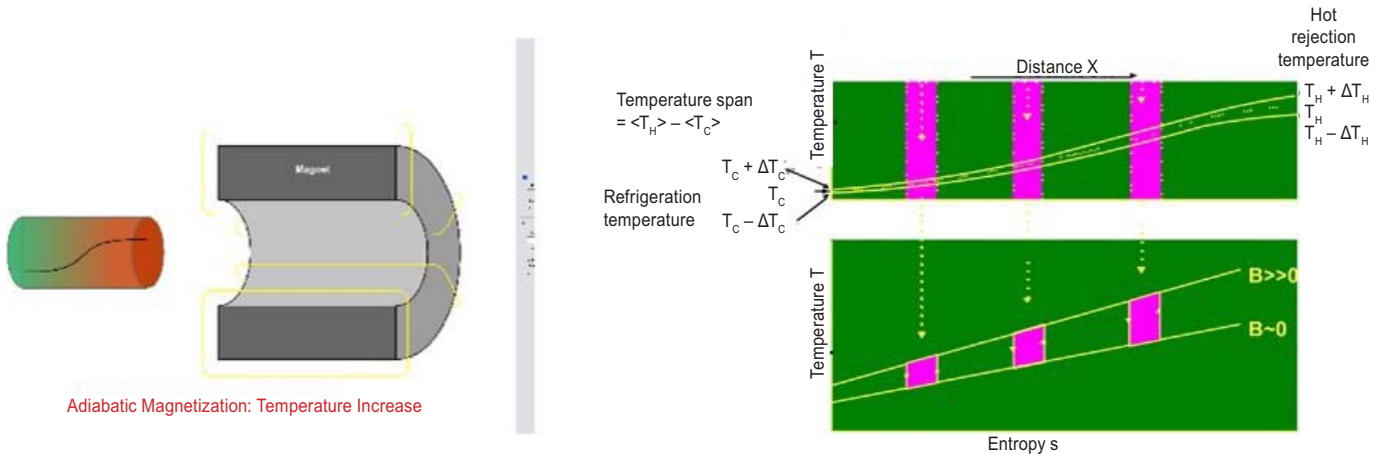 Magnet
Adiabatic Magnetization: Temperature Increase
Temperature span
= <T_H> – <T_C>
T_C + ΔT_C
Refrigeration
temperature
T_C
T_C – ΔT_C
Temperature T
Distance X
Hot
rejection
temperature
T_H + ΔT_H
T_H
T_H – ΔT_H
Temperature T
B>>0
B~0
Entropy s